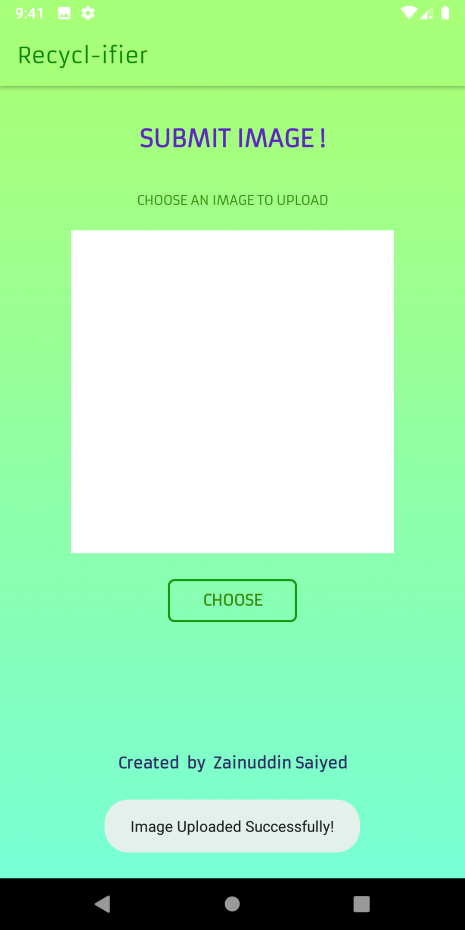 9:41
Recycl-ifier
SUBMIT IMAGE !
CHOOSE AN IMAGE TO UPLOAD
CHOOSE
Created by Zainuddin Saiyed
Image Uploaded Successfully!